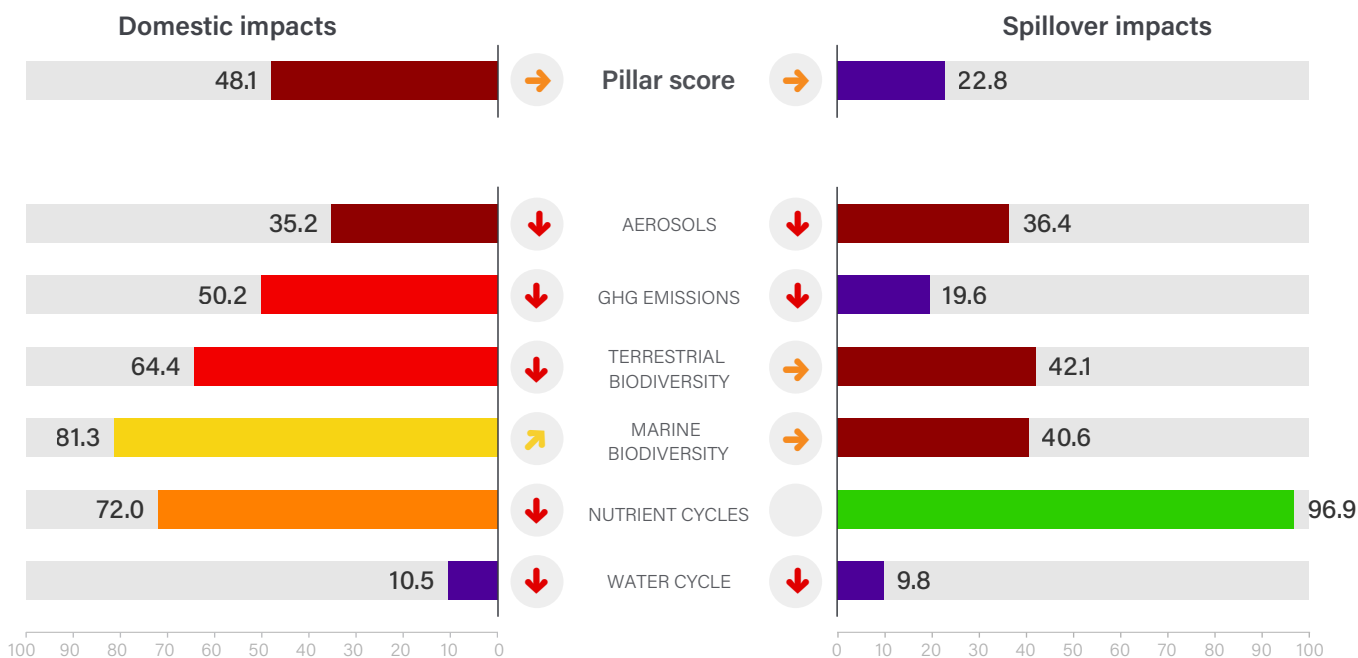 Domestic impacts
Spillover impacts
48.1
Pillar score
22.8
35.2
AEROSOLS
36.4
50.2
GHG EMISSIONS
19.6
64.4
TERRESTRIAL
BIODIVERSITY
42.1
81.3
MARINE
BIODIVERSITY
40.6
72.0
NUTRIENT CYCLES
96.9
10.5
WATER CYCLE
9.8
100 90 80 70 60 50 40 30 20 10 0
0 10 20 30 40 50 60 70 80 90 100